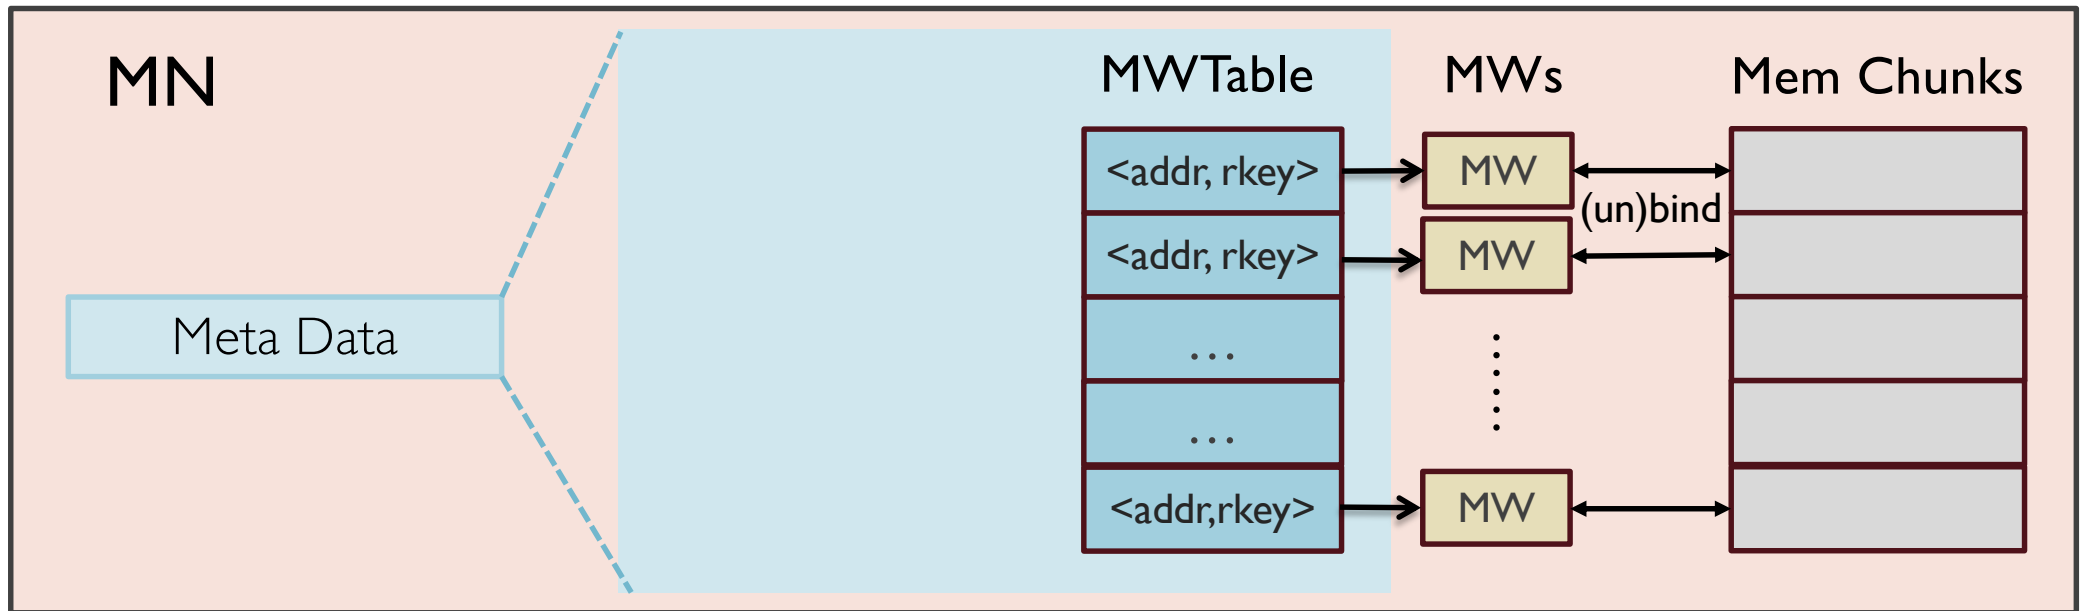 MN
MWTable
MWs
Mem Chunks
<addr, rkey>
MW
(un)bind
<addr, rkey>
MW
Meta Data
...
...
<addr,rkey>
MW